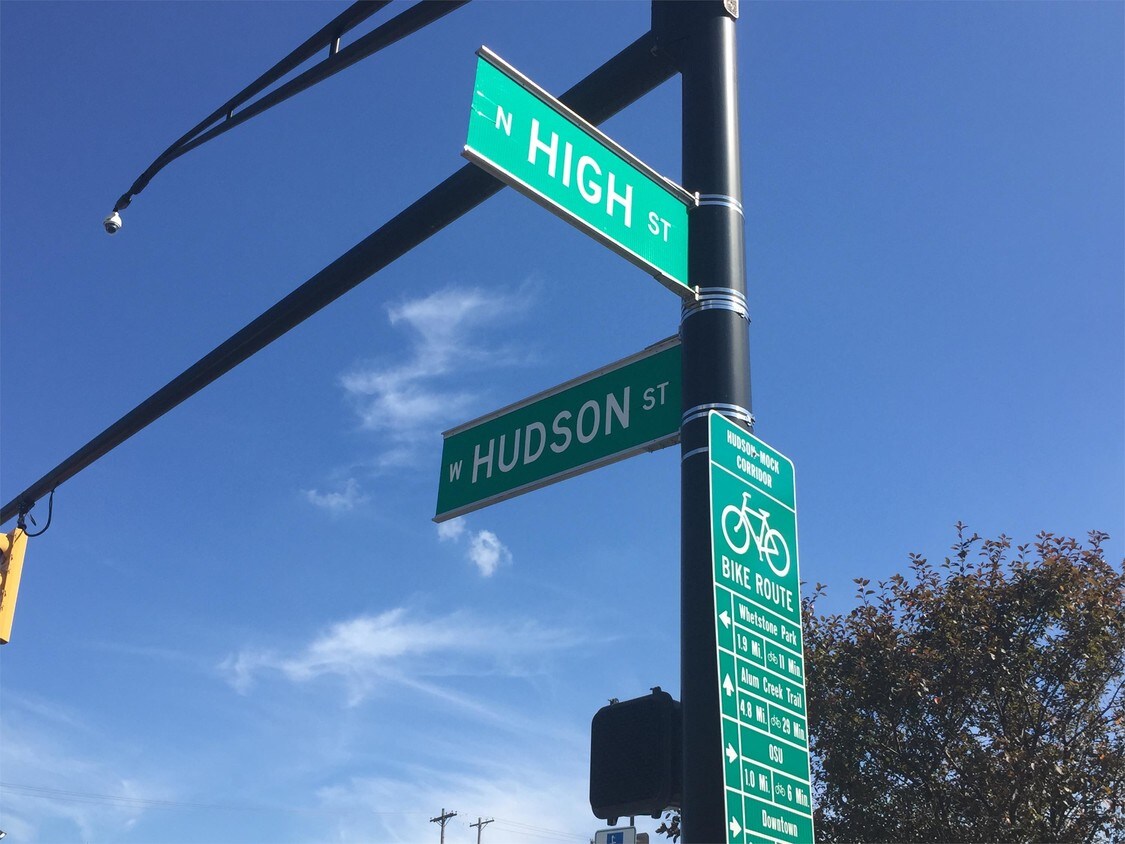 N HIGH ST
W HUDSON ST
HUDSON-MOCK
CORRIDOR
BIKE ROUTE
Whetstone Park
1.9 Mi. 11 Min.
Alum Creek Trail
4.8 Mi. 29 Min.
OSU
1.0 Mi. 6 Min.
Downtown